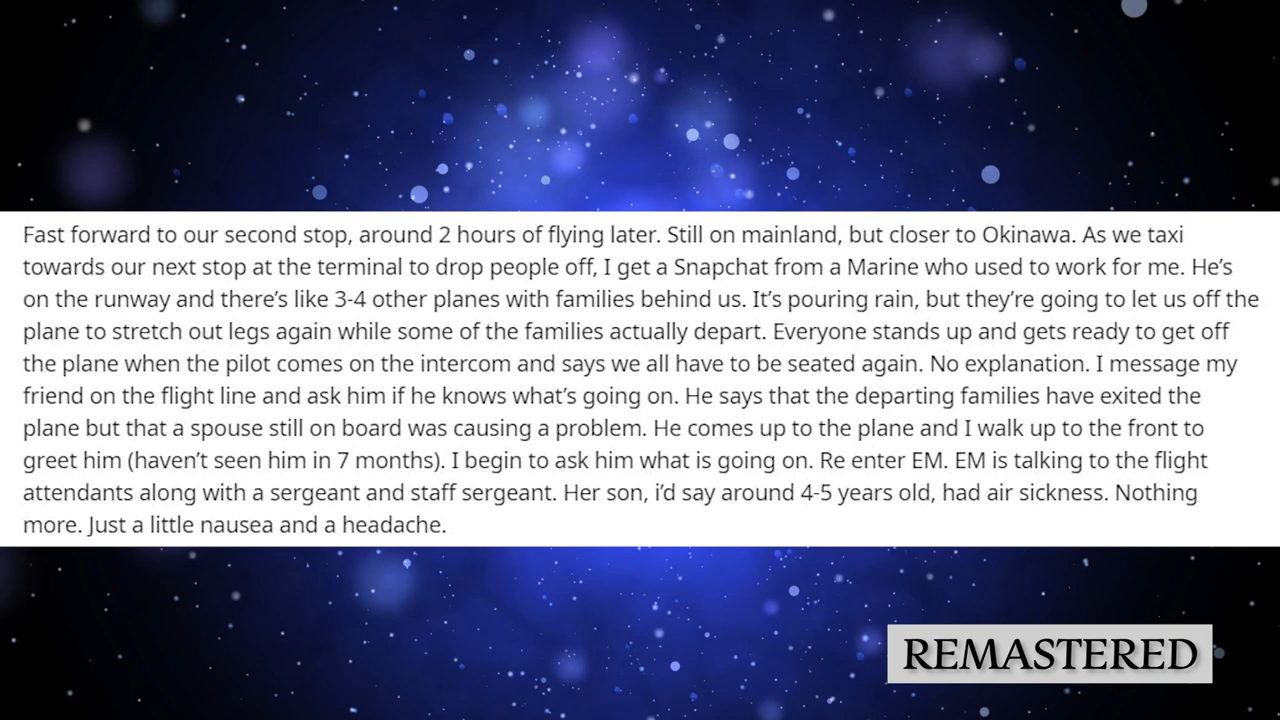 Fast forward to our second stop, around 2 hours of flying later. Still on mainland, but closer to Okinawa. As we taxi
towards our next stop at the terminal to drop people off, I get a Snapchat from a Marine who used to work for me. He’s
on the runway and there’s like 3-4 other planes with families behind us. It’s pouring rain, but they’re going to let us off the
plane to stretch out legs again while some of the families actually depart. Everyone stands up and gets ready to get off
the plane when the pilot comes on the intercom and says we all have to be seated again. No explanation. I message my
friend on the flight line and ask him if he knows what’s going on. He says that the departing families have exited the
plane but that a spouse still on board was causing a problem. He comes up to the plane and I walk up to the front to
greet him (haven’t seen him in 7 months). I begin to ask him what is going on. Re enter EM. EM is talking to the flight
attendants along with a sergeant and staff sergeant. Her son, i’d say around 4-5 years old, had air sickness. Nothing
more. Just a little nausea and a headache.
REMASTERED